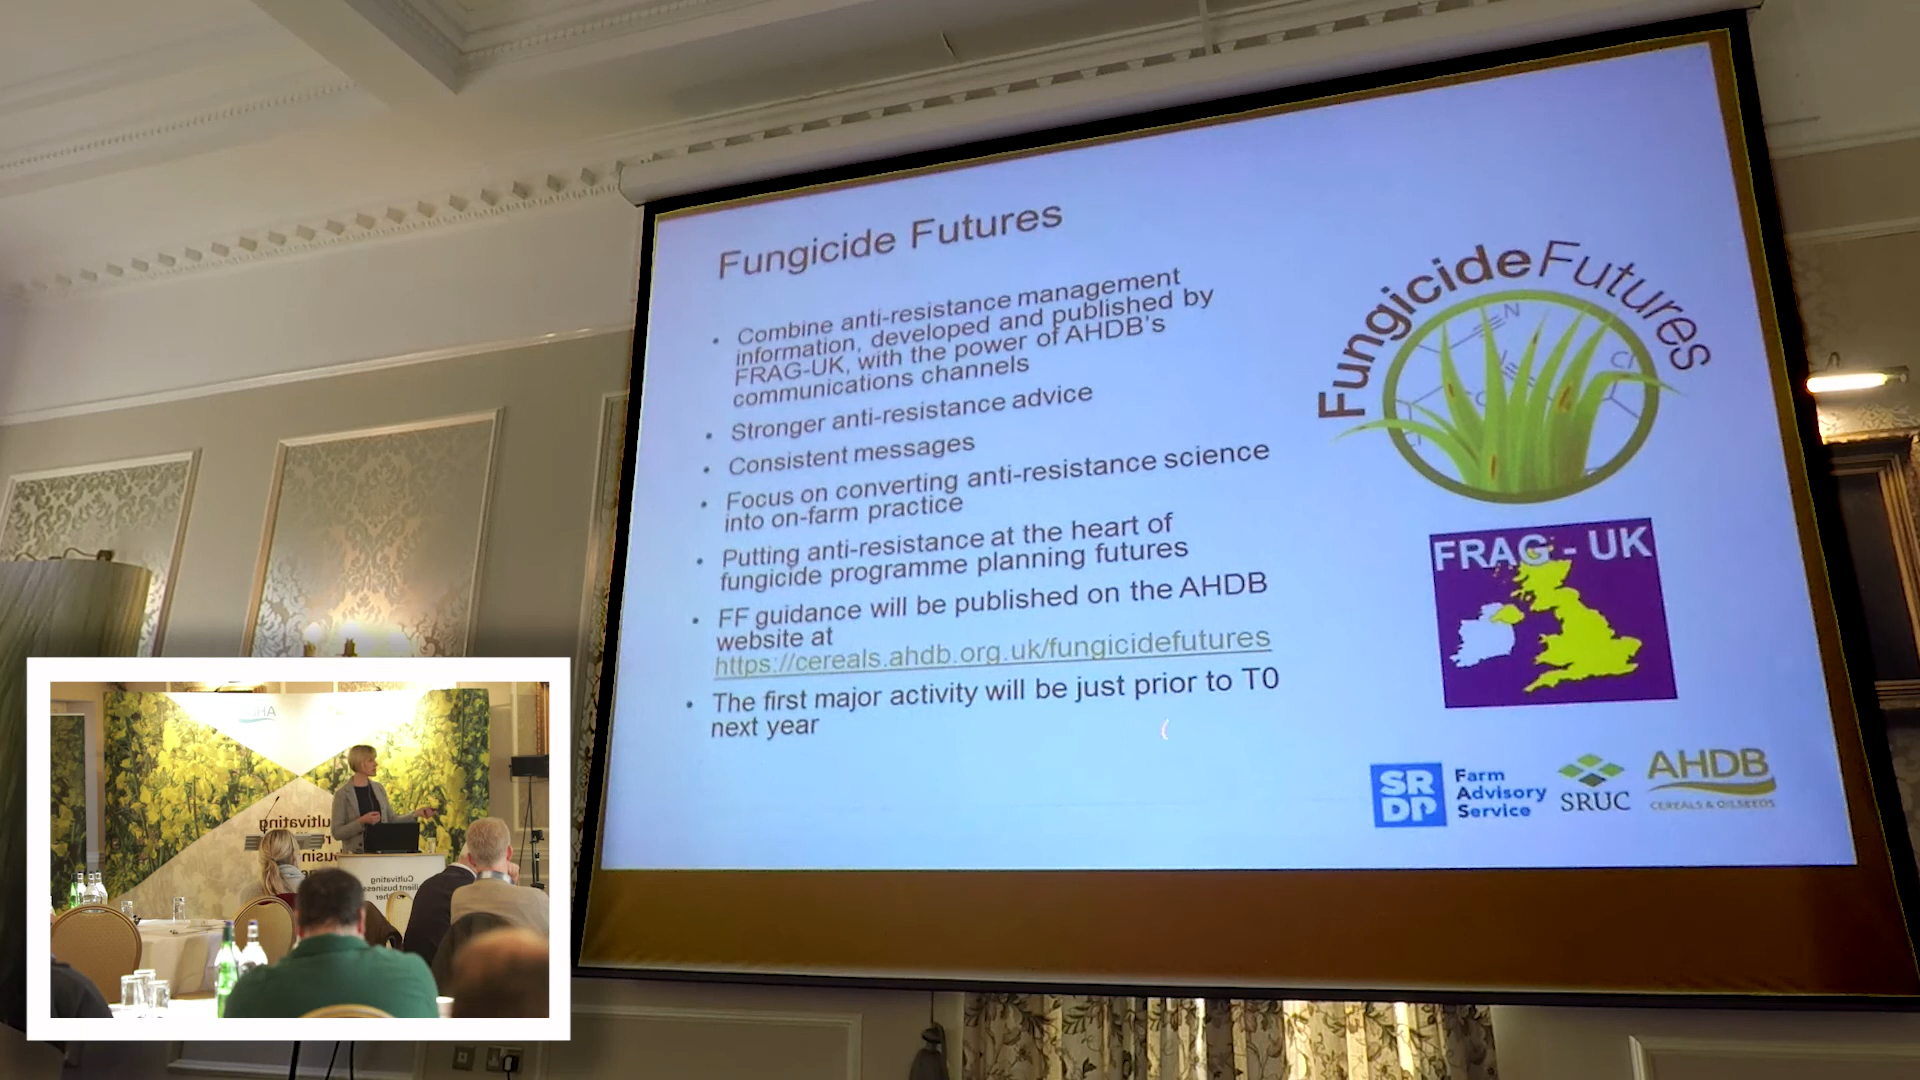 Fungicide Futures
• Combine anti-resistance management
information, developed and published by
FRAG-UK, with the power of AHDB's
communications channels
• Stronger anti-resistance advice
• Consistent messages
• Focus on converting anti-resistance science
into on-farm practice
• Putting anti-resistance at the heart of
fungicide programme planning futures
• FF guidance will be published on the AHDB
website at
https://cereals.ahdb.org.uk/fungicidefutures
• The first major activity will be just prior to T0
next year
FungicideFutures
N
Cl
FRAG - UK
SR
DP
Farm
Advisory
Service
SRUC
AHDB
CEREALS & OILSEEDS
Cultivating